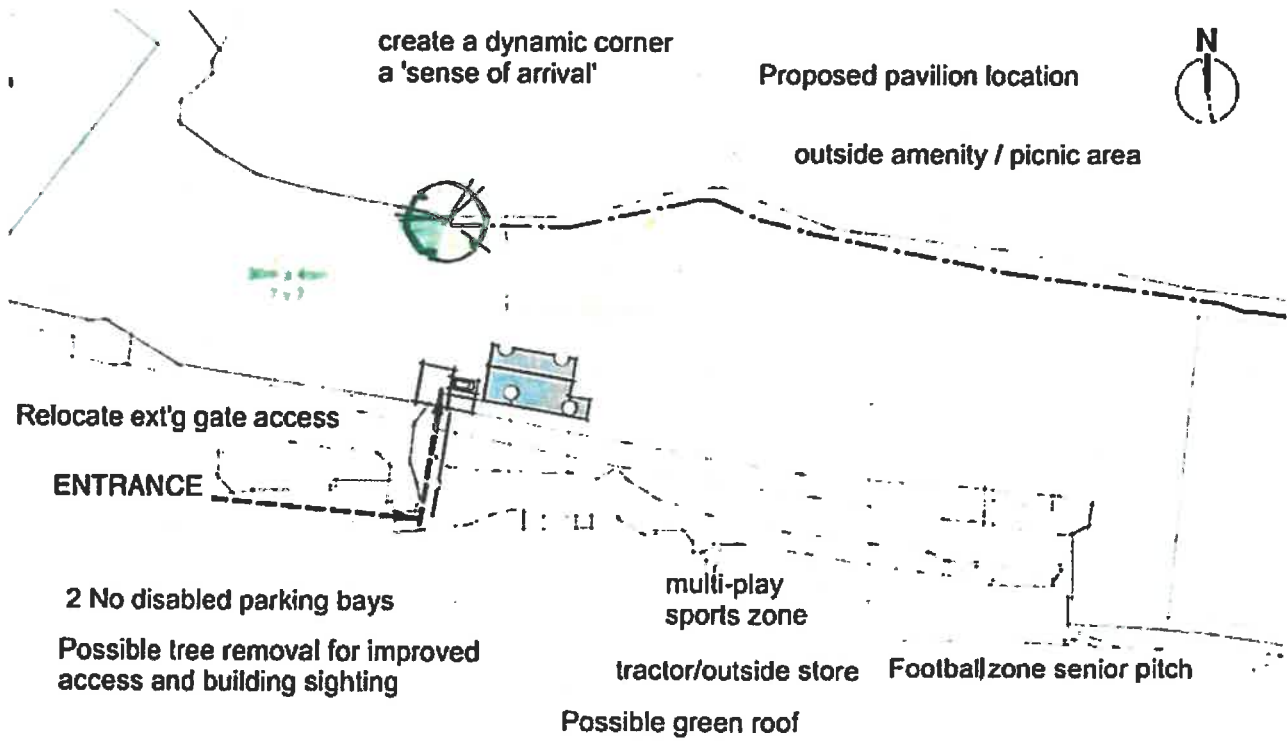 create a dynamic corner
a 'sense of arrival'
Proposed pavilion location
N
outside amenity / picnic area
Relocate ext'g gate access
ENTRANCE
2 No disabled parking bays
Possible tree removal for improved
access and building sighting
multi-play
sports zone
tractor/outside store
Football zone senior pitch
Possible green roof